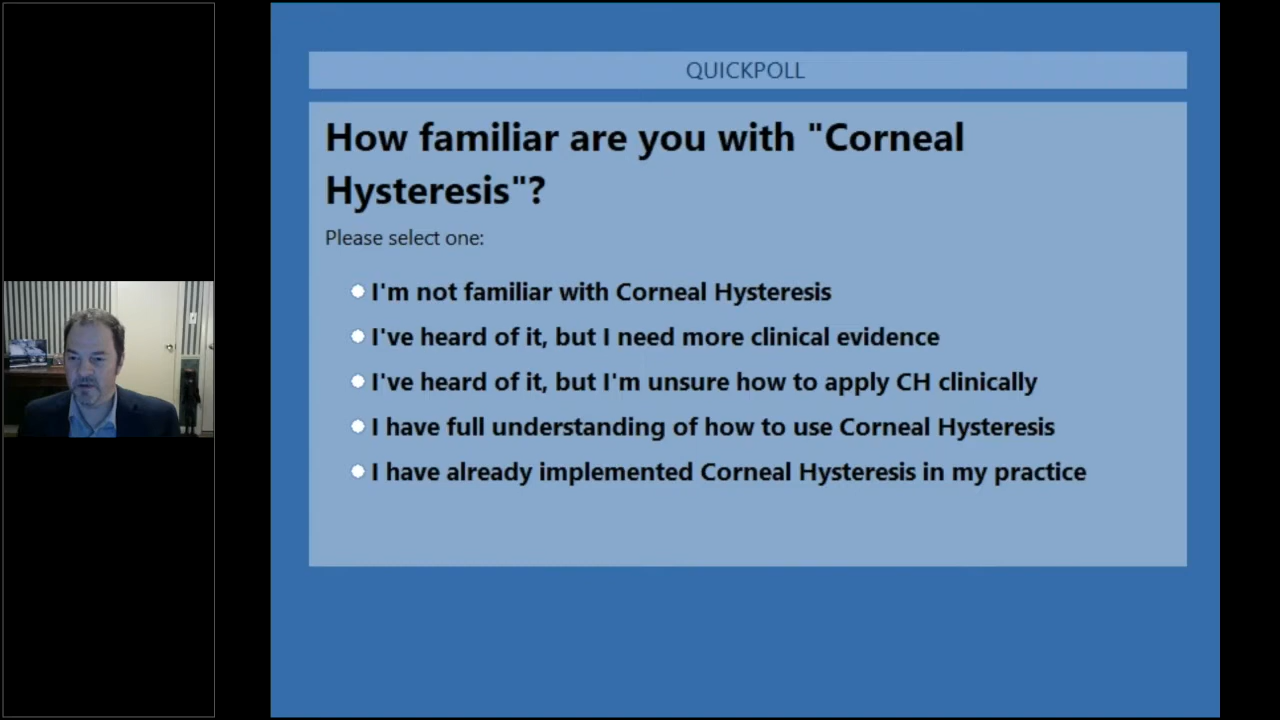 QUICKPOLL
How familiar are you with "Corneal
Hysteresis"?
Please select one:
I'm not familiar with Corneal Hysteresis
I've heard of it, but I need more clinical evidence
I've heard of it, but I'm unsure how to apply CH clinically
I have full understanding of how to use Corneal Hysteresis
I have already implemented Corneal Hysteresis in my practice